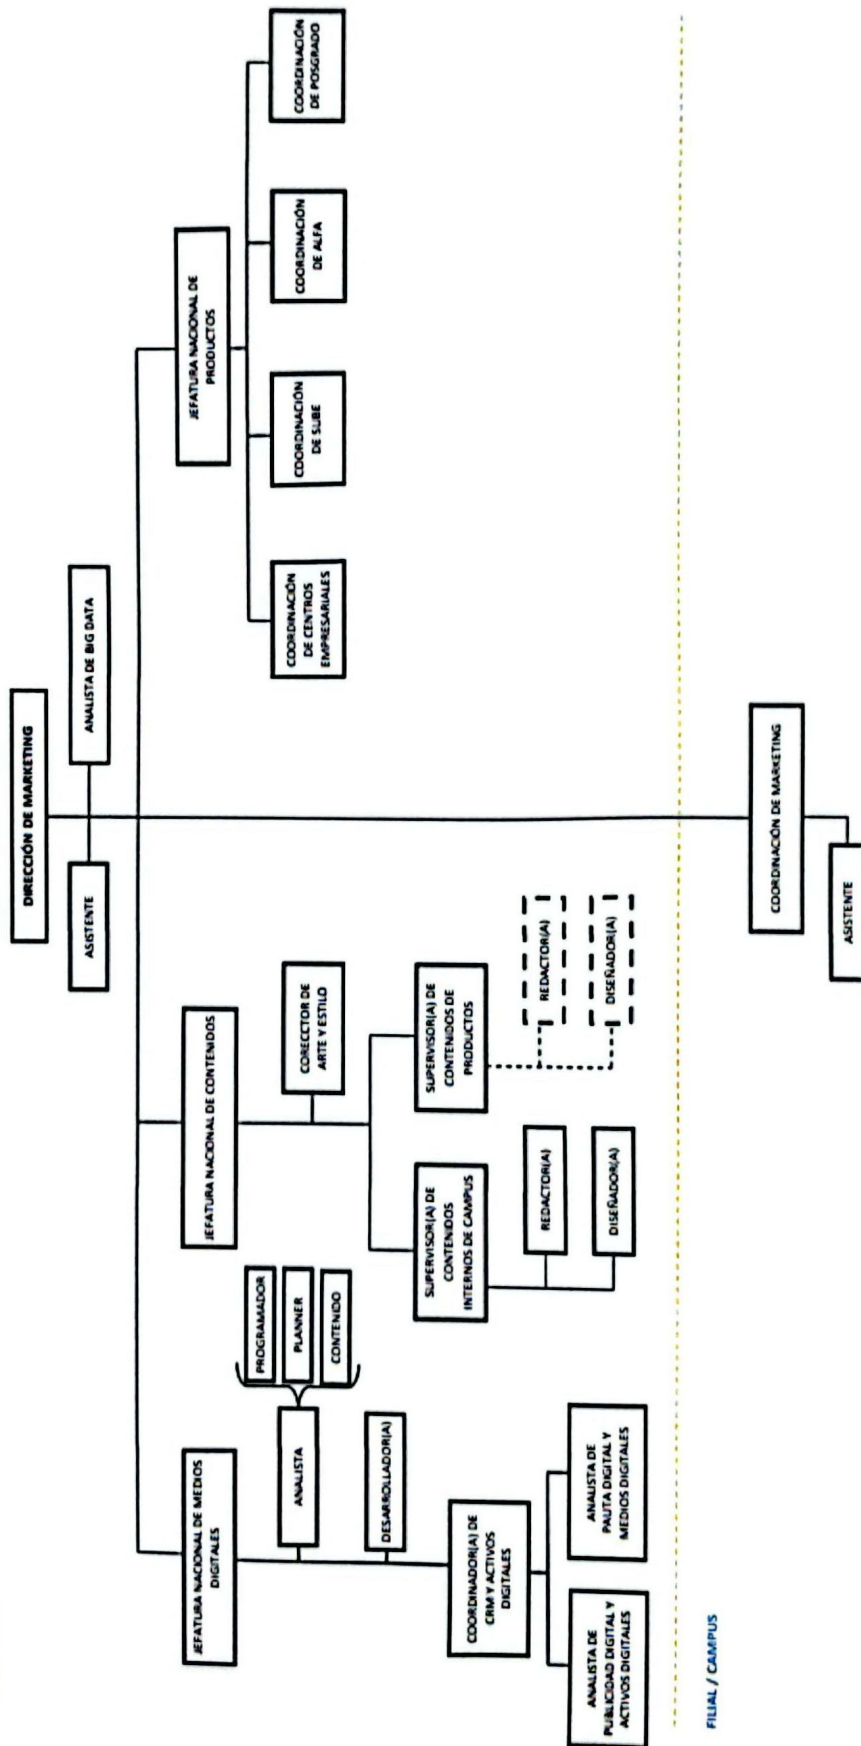 DIRECCIÓN DE MARKETING
ASISTENTE
ANALISTA DE BIG DATA
JEFATURA NACIONAL DE MEDIOS
DIGITALES
JEFATURA NACIONAL DE CONTENIDOS
JEFATURA NACIONAL DE
PRODUCTOS
ANALISTA
PROGRAMADOR
PLANNER
CONTENIDO
DESARROLLADOR(A)
COORDINADOR(A) DE
CRM Y ACTIVOS
DIGITALES
ANALISTA DE
PUBLICIDAD DIGITAL Y
ACTIVOS DIGITALES
ANALISTA DE
PAUTA DIGITAL Y
MEDIOS DIGITALES
CORECCTOR DE
ARTE Y ESTILO
SUPERVISOR(A) DE
CONTENIDOS
INTERNOS DE CAMPUS
REDACTOR(A)
DISEÑADOR(A)
SUPERVISOR(A) DE
CONTENIDOS DE
PRODUCTOS
REDACTOR(A)
DISEÑADOR(A)
COORDINACIÓN
DE CENTROS
EMPRESARIALES
COORDINACIÓN
DE SUBE
COORDINACIÓN
DE ALFA
COORDINACIÓN
DE POSGRADO
FILIAL / CAMPUS
COORDINACIÓN DE MARKETING
ASISTENTE